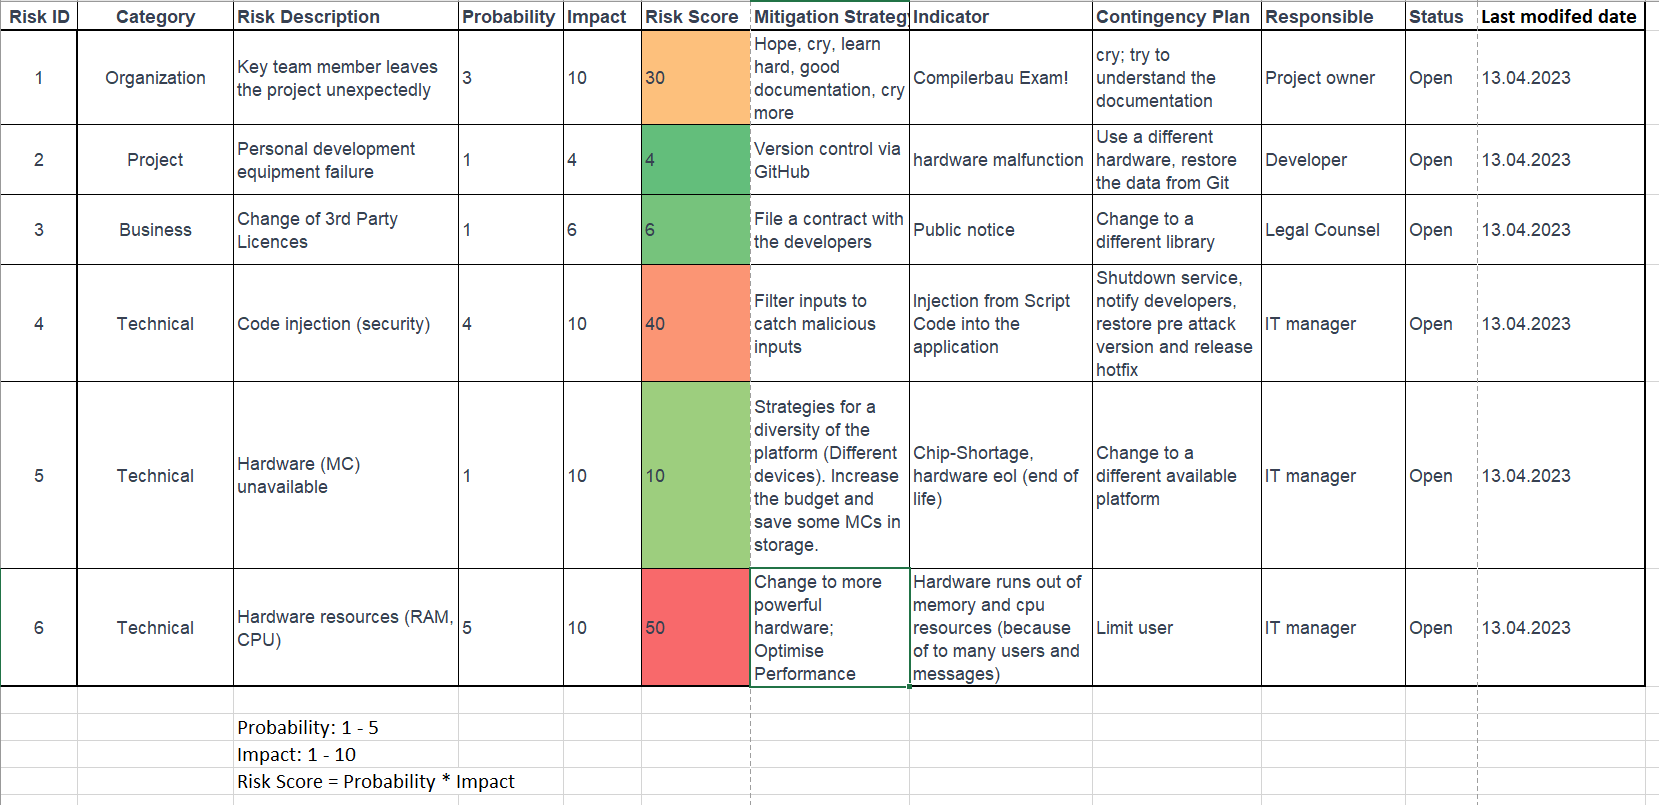 Risk ID Category Risk Description Probability Impact Risk Score Mitigation Strategy Indicator Contingency Plan Responsible Status Last modifed date
1
Organization
Key team member leaves
the project unexpectedly
3
10
30
Hope, cry, learn
hard, good
documentation, cry
more
Compilerbau Exam!
cry; try to
understand the
documentation
Project owner
Open
13.04.2023
2
Project
Personal development
equipment failure
1
4
4
Version control via
GitHub
hardware malfunction
Use a different
hardware, restore
the data from Git
Developer
Open
13.04.2023
3
Business
Change of 3rd Party
Licences
1
6
6
File a contract with
the developers
Public notice
Change to a
different library
Legal Counsel
Open
13.04.2023
4
Technical
Code injection (security)
4
10
40
Filter inputs to
catch malicious
inputs
Injection from Script
Code into the
application
Shutdown service,
notify developers,
restore pre attack
version and release
hotfix
IT manager
Open
13.04.2023
5
Technical
Hardware (MC)
unavailable
1
10
10
Strategies for a
diversity of the
platform (Different
devices). Increase
the budget and
save some MCs in
storage.
Chip-Shortage,
hardware eol (end of
life)
Change to a
different available
platform
IT manager
Open
13.04.2023
6
Technical
Hardware resources (RAM,
CPU)
5
10
50
Change to more
powerful
hardware;
Optimise
Performance
Hardware runs out of
memory and cpu
resources (because
of to many users and
messages)
Limit user
IT manager
Open
13.04.2023
Probability: 1 - 5
Impact: 1 - 10
Risk Score = Probability * Impact